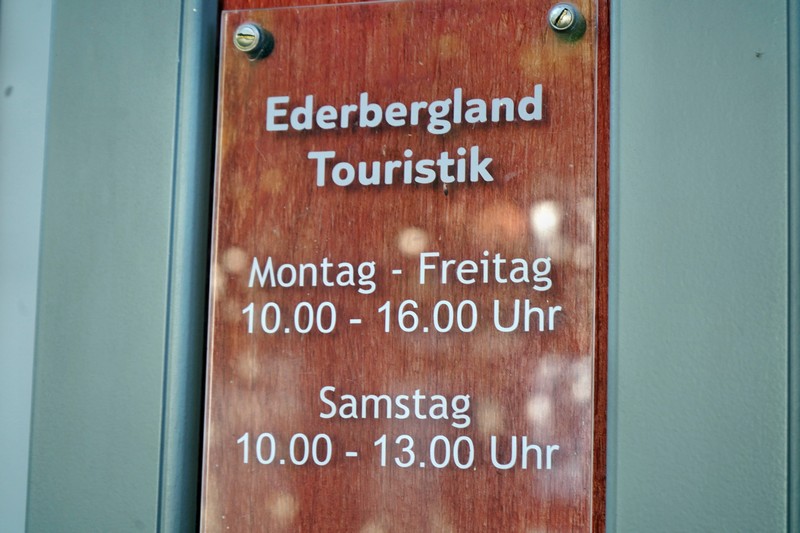 Ederbergland
Touristik
Montag - Freitag
10.00 - 16.00 Uhr
Samstag
10.00 - 13.00 Uhr